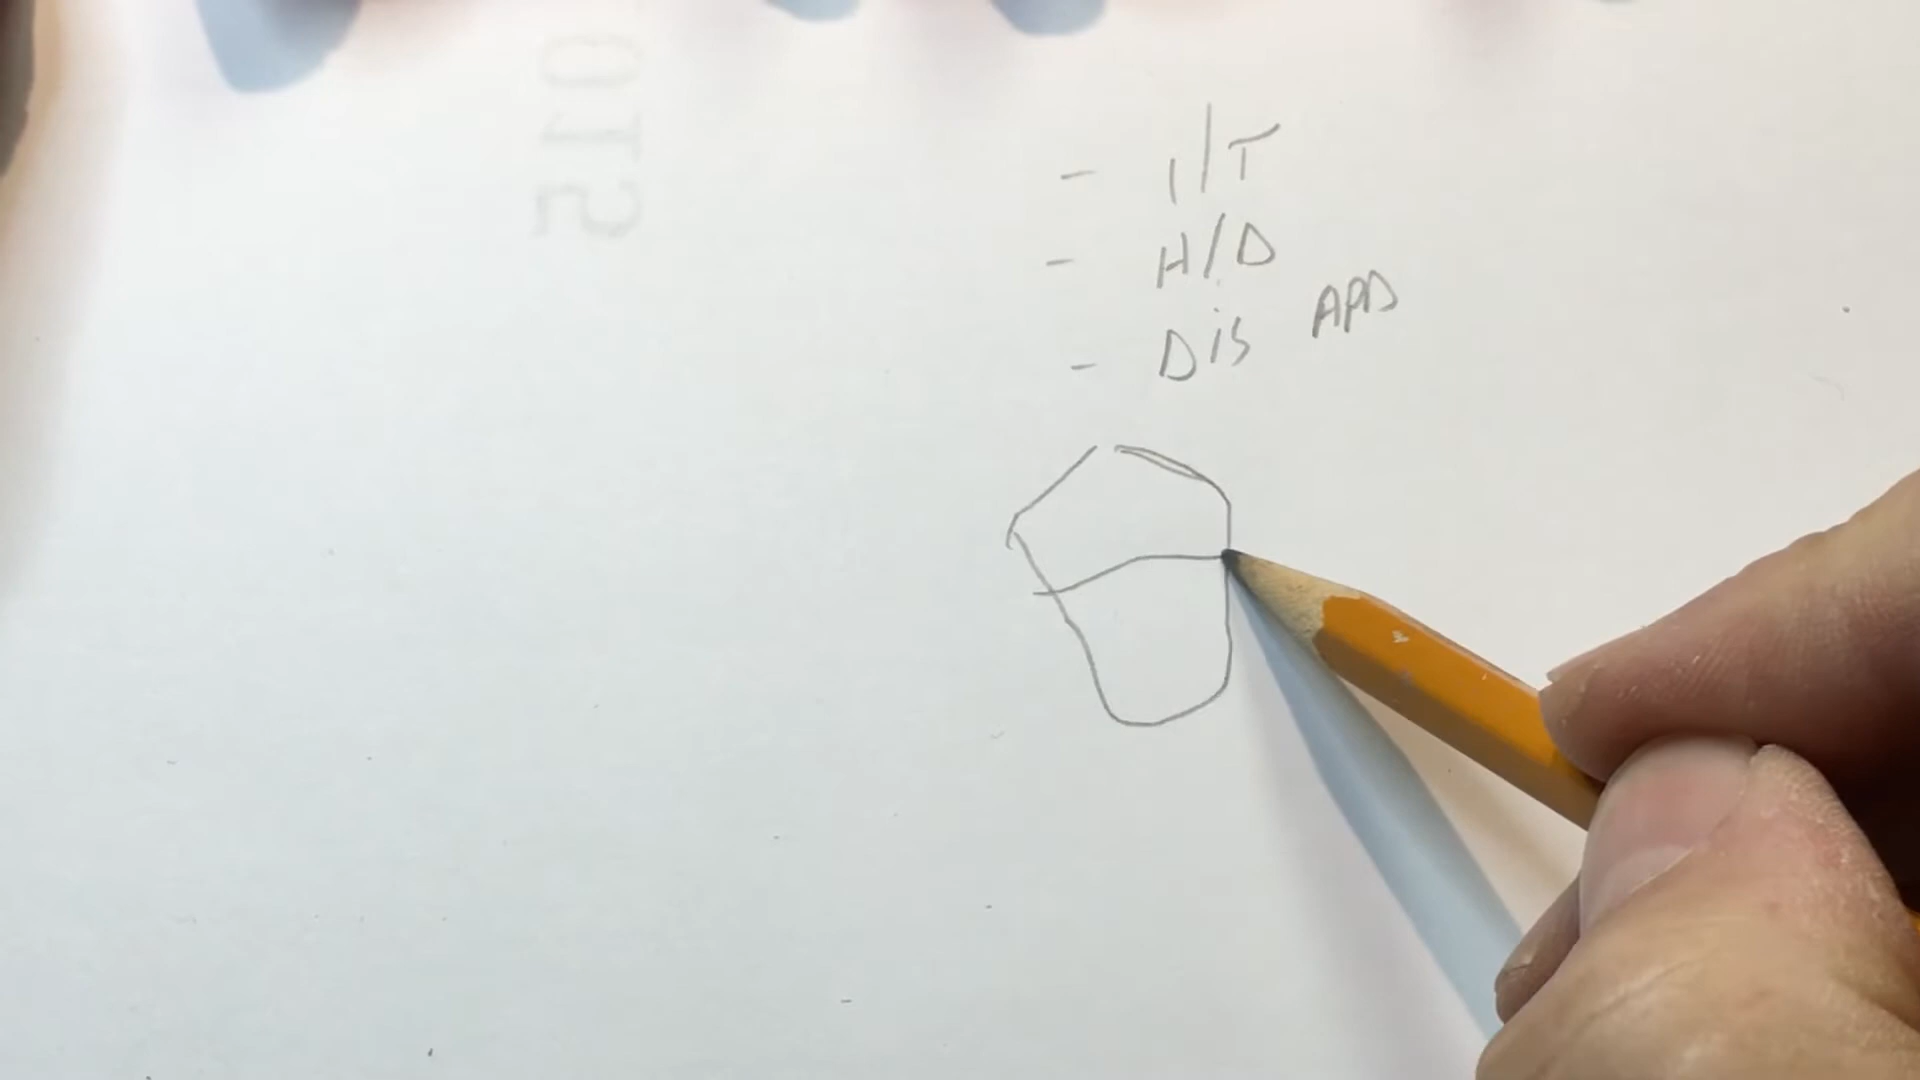 - I/T
- H/D
- DIS APD